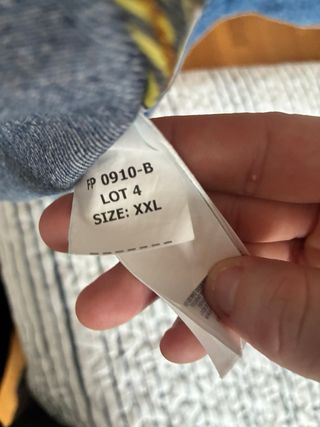 FP 0910-B
LOT 4
SIZE: XXL